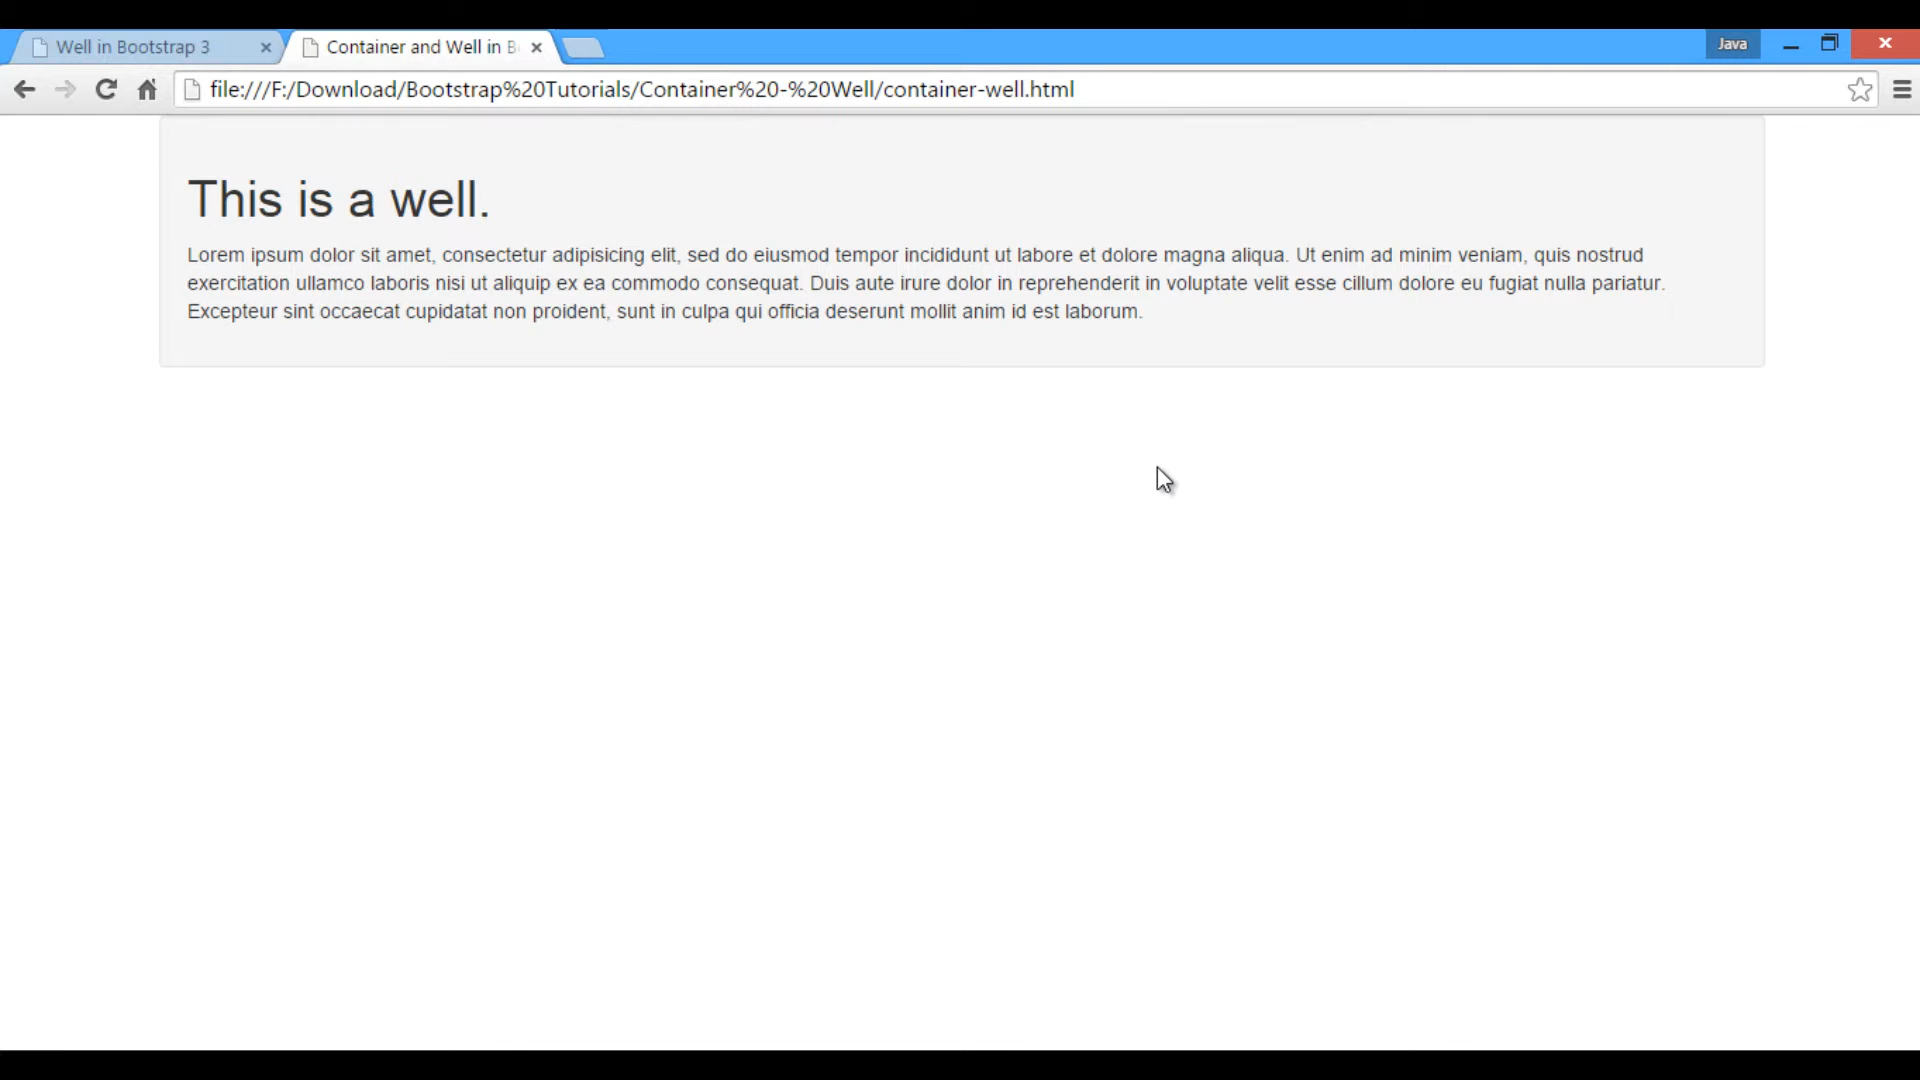 Well in Bootstrap 3
Container and Well in B
Java
file:///F:/Download/Bootstrap%20Tutorials/Container%20-%20Well/container-well.html
This is a well.
Lorem ipsum dolor sit amet, consectetur adipisicing elit, sed do eiusmod tempor incididunt ut labore et dolore magna aliqua. Ut enim ad minim veniam, quis nostrud
exercitation ullamco laboris nisi ut aliquip ex ea commodo consequat. Duis aute irure dolor in reprehenderit in voluptate velit esse cillum dolore eu fugiat nulla pariatur.
Excepteur sint occaecat cupidatat non proident, sunt in culpa qui officia deserunt mollit anim id est laborum.